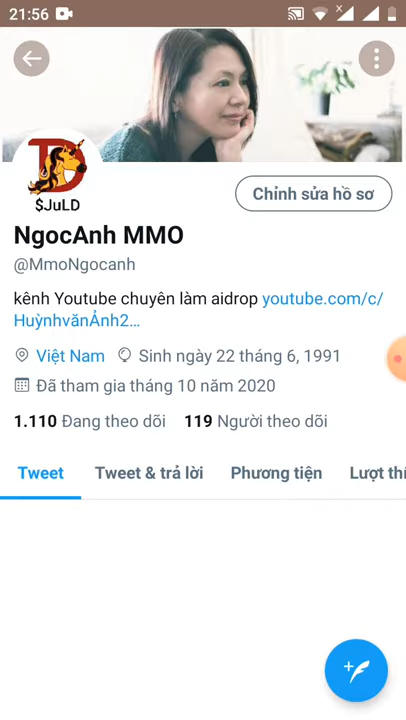 21:56
$JuLD
Chỉnh sửa hồ sơ
NgocAnh MMO
@MmoNgocanh
kênh Youtube chuyên làm aidrop youtube.com/c/
HuỳnhvănẢnh2...
Việt Nam Sinh ngày 22 tháng 6, 1991
Đã tham gia tháng 10 năm 2020
1.110 Đang theo dõi 119 Người theo dõi
Tweet Tweet & trả lời Phương tiện Lượt thí